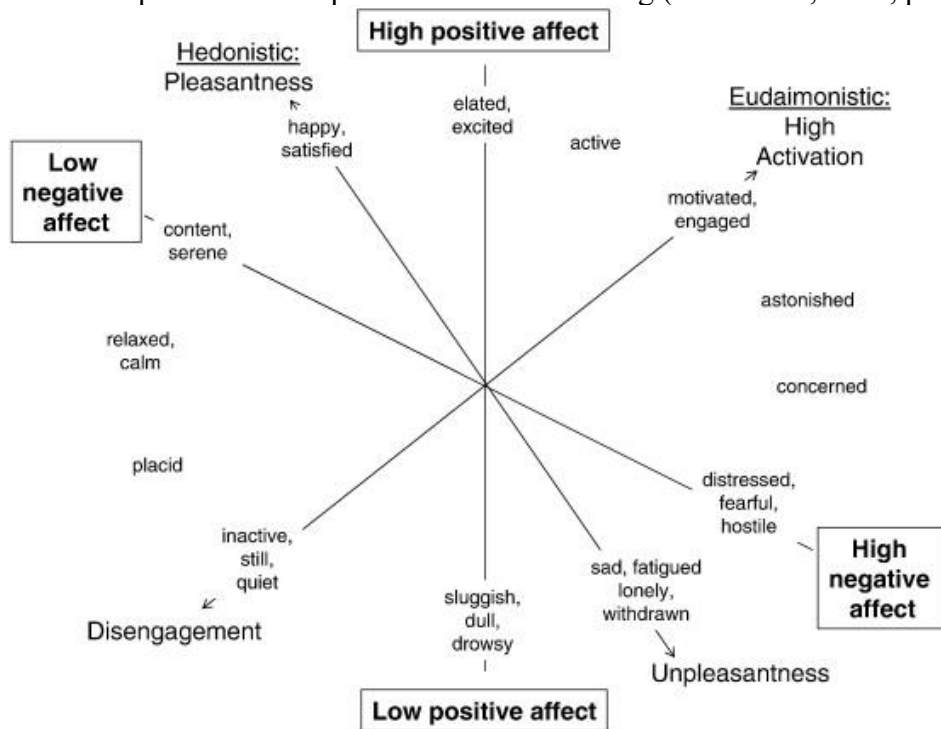 High positive affect
Hedonistic:
Pleasantness
elated,
excited
Eudaimonistic:
High
Activation
happy,
satisfied
active
Low
negative
affect
motivated,
engaged
content,
serene
astonished
relaxed,
calm
concerned
placid
distressed,
fearful,
hostile
inactive,
still,
quiet
High
negative
affect
sad, fatigued
lonely,
withdrawn
sluggish,
dull,
drowsy
Disengagement
Unpleasantness
Low positive affect